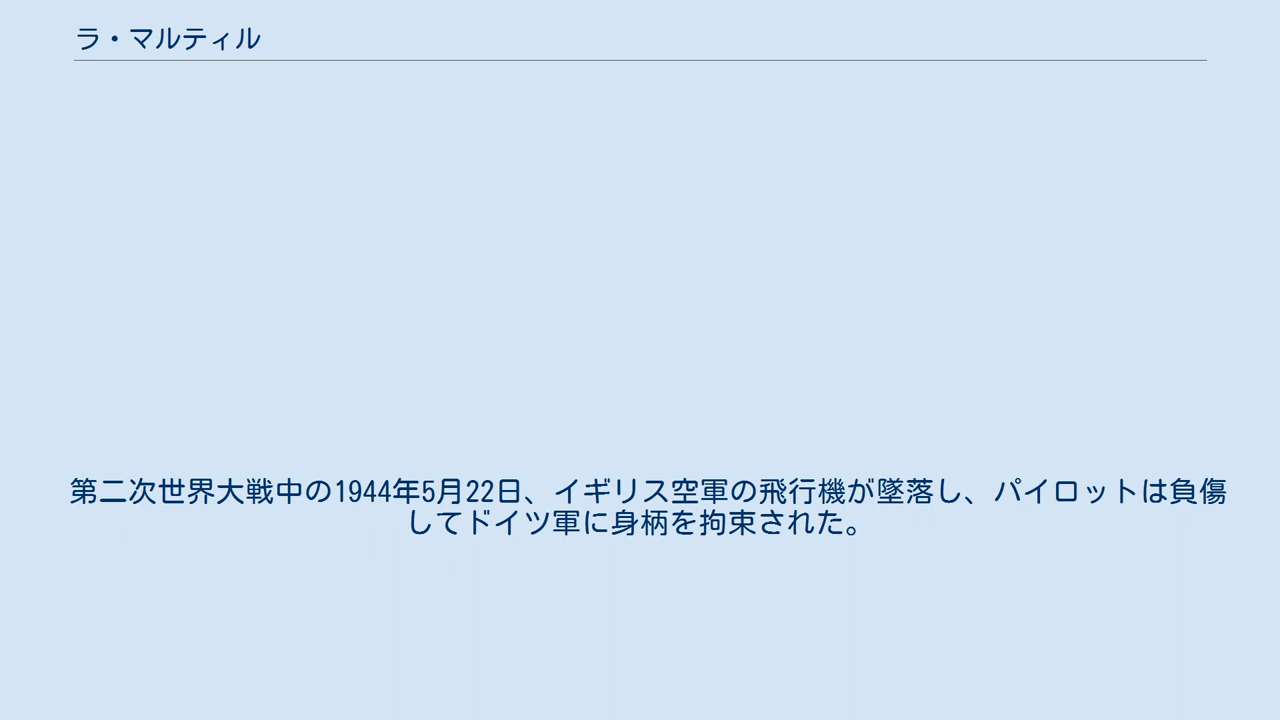 ラ・マルティル
第二次世界大戦中の1944年5月22日、イギリス空軍の飛行機が墜落し、パイロットは負傷
してドイツ軍に身柄を拘束された。